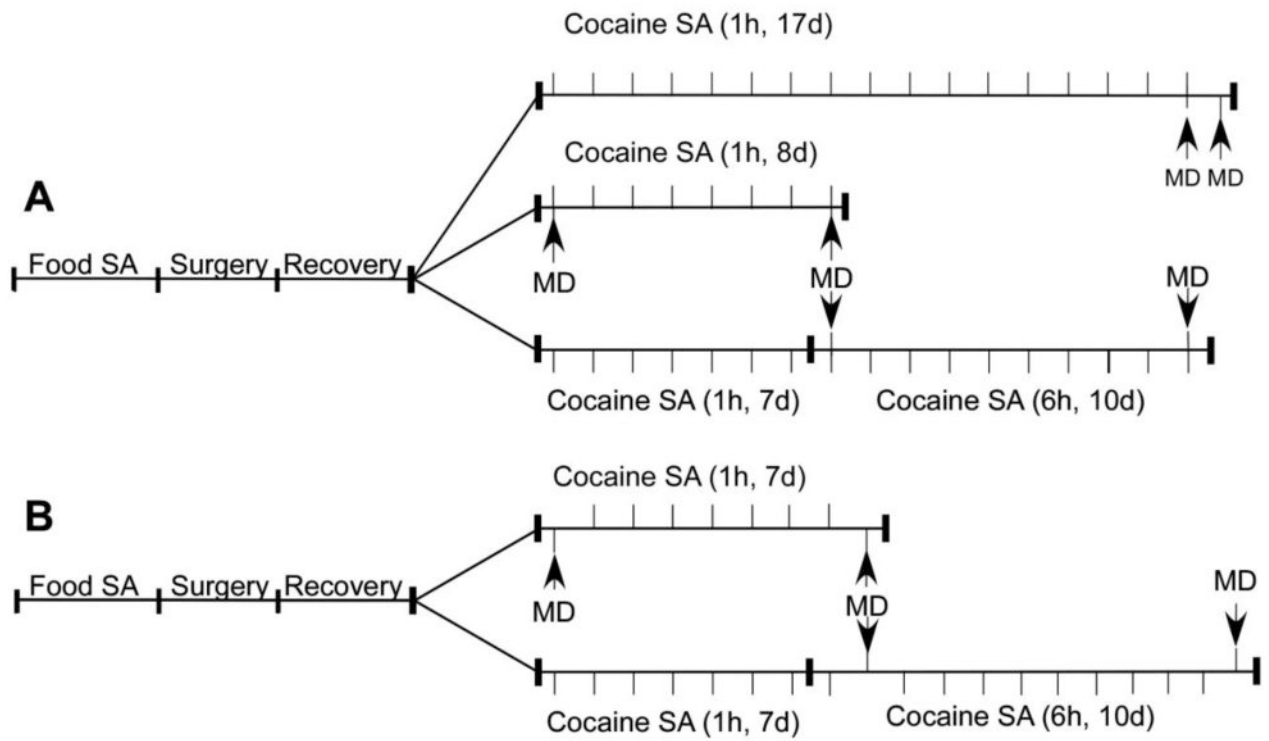 Cocaine SA (1h, 17d)
MD MD
Cocaine SA (1h, 8d)
A
Food SA Surgery Recovery
MD MD MD
Cocaine SA (1h, 7d) Cocaine SA (6h, 10d)
Cocaine SA (1h, 7d)
B
Food SA Surgery Recovery
MD MD MD
Cocaine SA (1h, 7d) Cocaine SA (6h, 10d)